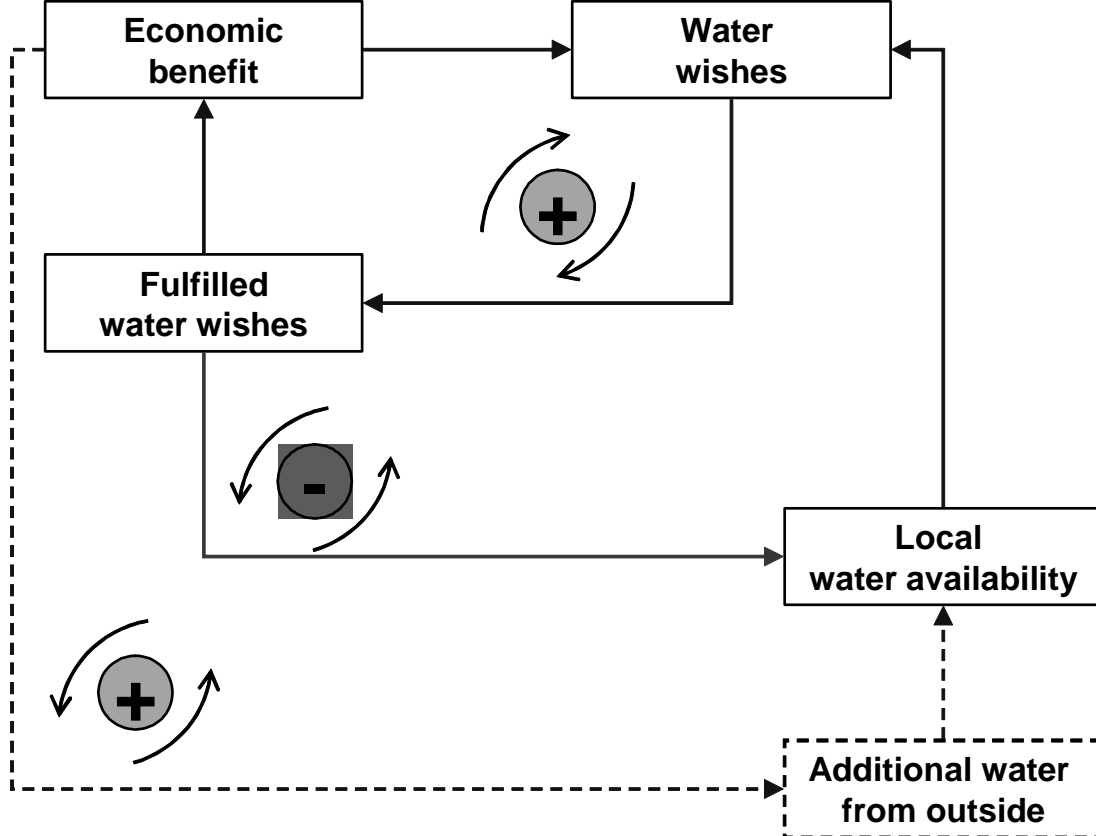 Economic
benefit
Water
wishes
+
Fulfilled
water wishes
-
Local
water availability
+
Additional water
from outside